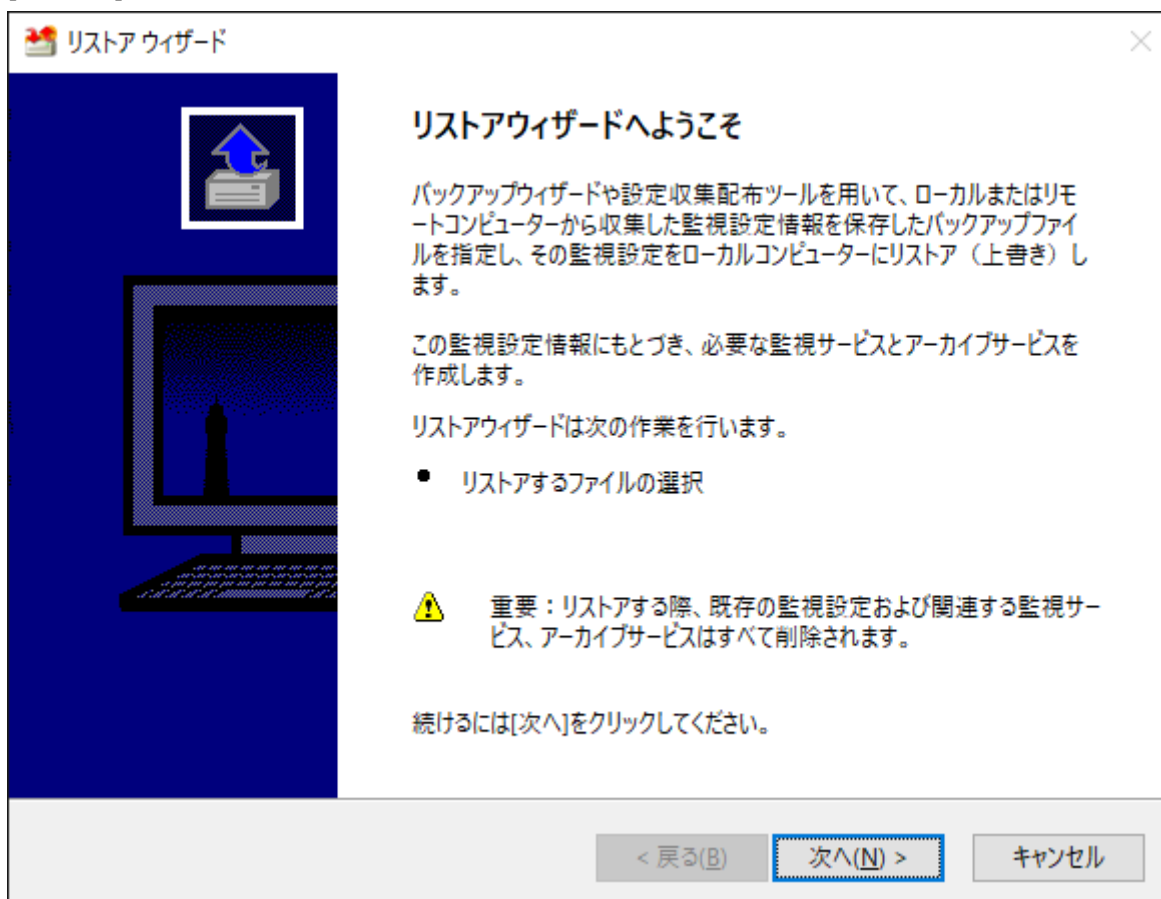 リストア ウィザード
リストアウィザードへようこそ
バックアップウィザードや設定収集配布ツールを用いて、ローカルまたはリモ
ートコンピューターから収集した監視設定情報を保存したバックアップファイ
ルを指定し、その監視設定をローカルコンピューターにリストア（上書き）し
ます。
この監視設定情報にもとづき、必要な監視サービスとアーカイブサービスを
作成します。
リストアウィザードは次の作業を行います。
● リストアするファイルの選択
重要：リストアする際、既存の監視設定および関連する監視サー
ビス、アーカイブサービスはすべて削除されます。
続けるには[次へ]をクリックしてください。
< 戻る(B) 次へ(N) > キャンセル